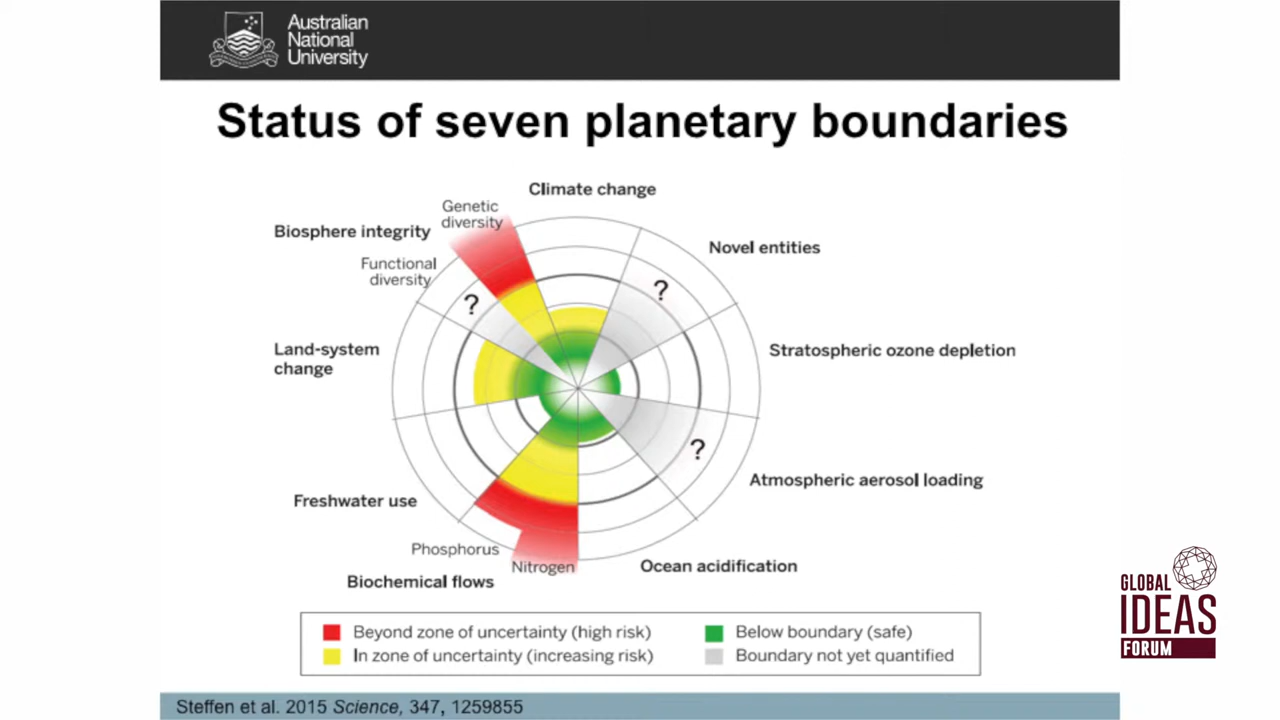 Australian
National
University
Status of seven planetary boundaries
Climate change
Genetic
diversity
Biosphere integrity
Novel entities
Functional
diversity
?
?
Land-system
change
Stratospheric ozone depletion
?
Atmospheric aerosol loading
Freshwater use
Phosphorus
Nitrogen
Ocean acidification
Biochemical flows
Beyond zone of uncertainty (high risk)
Below boundary (safe)
In zone of uncertainty (increasing risk)
Boundary not yet quantified
GLOBAL
IDEAS
FORUM
Steffen et al. 2015 Science, 347, 1259855